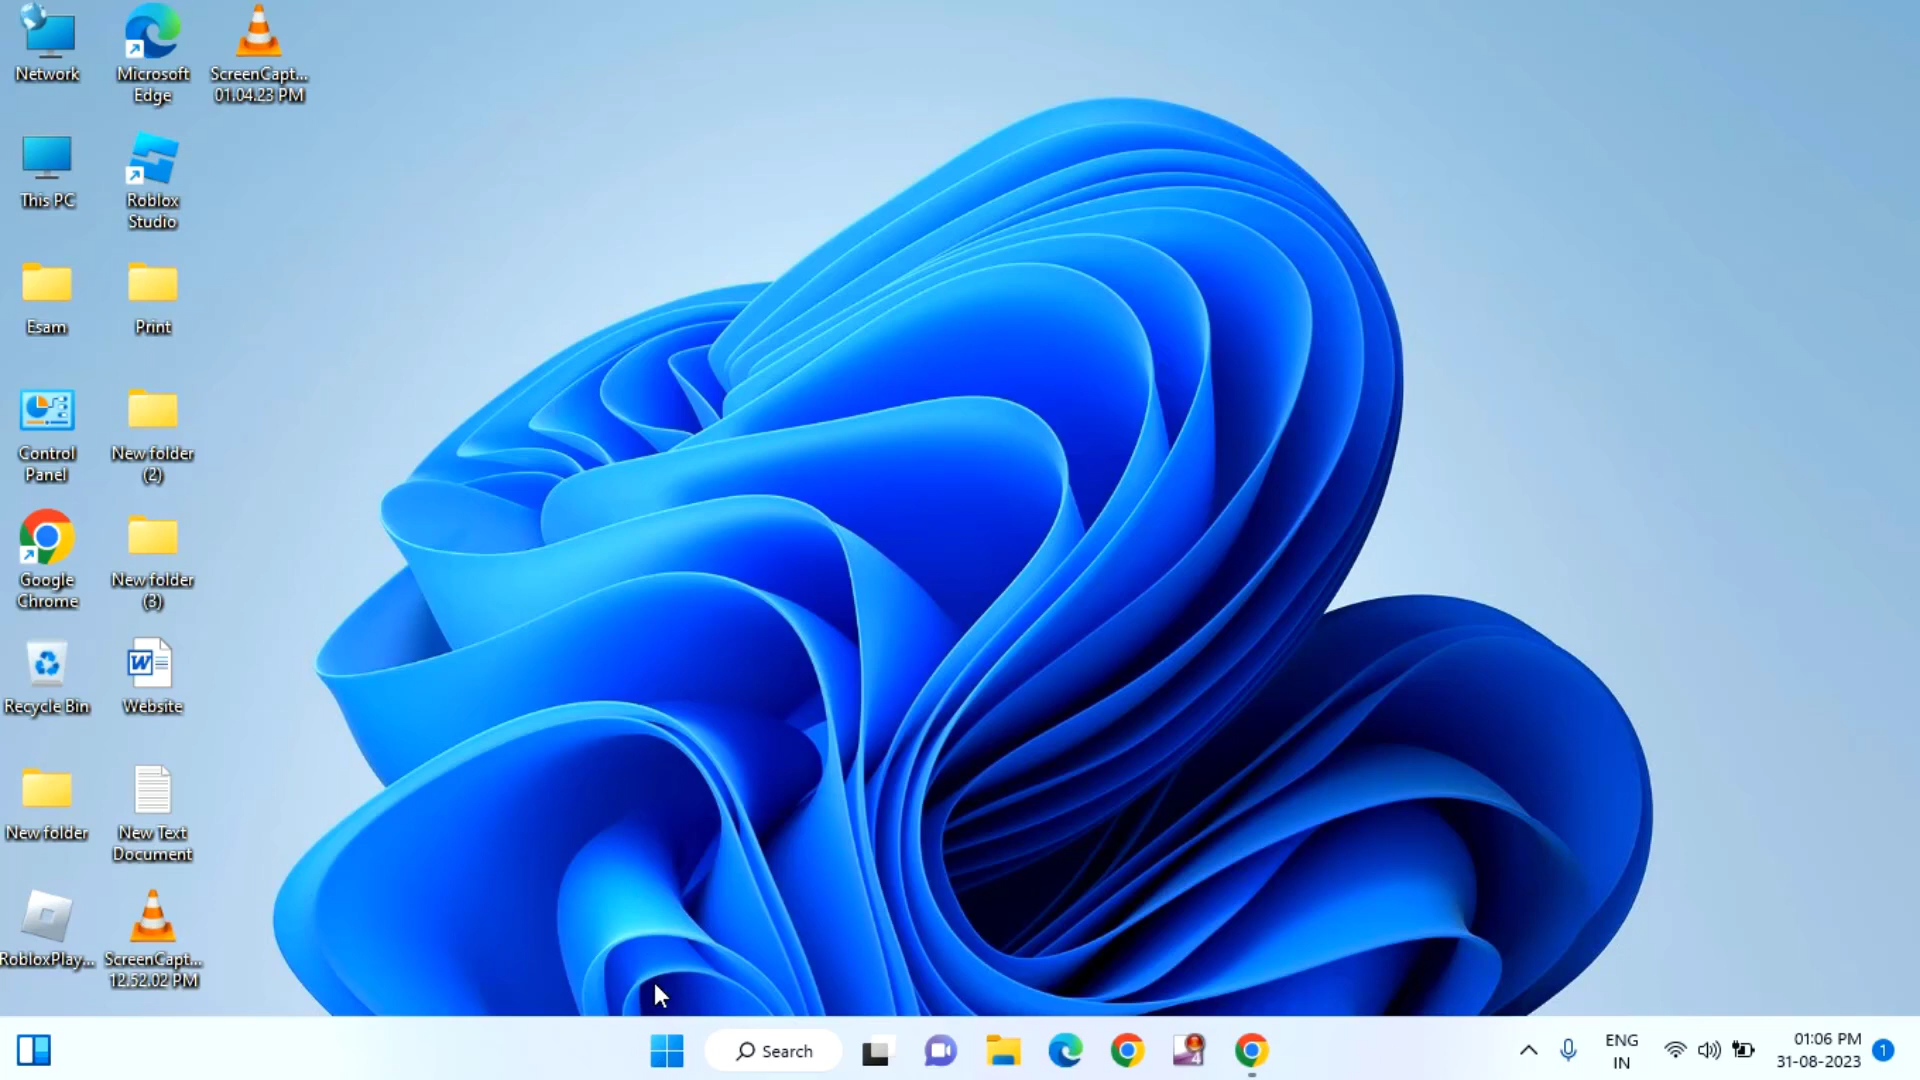 Network
Microsoft
Edge
ScreenCapt...
01.04.23 PM
This PC
Roblox
Studio
Esam
Print
Control
Panel
New folder
(2)
Google
Chrome
New folder
(3)
Recycle Bin
Website
New folder
New Text
Document
RobloxPlay...
ScreenCapt...
12.52.02 PM
Search
4
ENG
IN
01:06 PM
31-08-2023
1